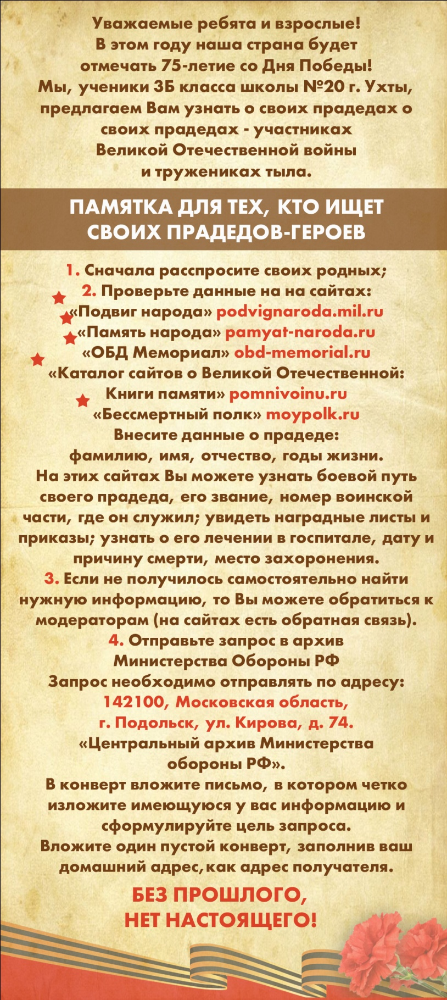 Уважаемые ребята и взрослые!
В этом году наша страна будет
отмечать 75-летие со Дня Победы!
Мы, ученики 3Б класса школы №20 г. Ухты,
предлагаем Вам узнать о своих прадедах о
своих прадедах - участниках
Великой Отечественной войны
и тружениках тыла.
ПАМЯТКА ДЛЯ ТЕХ, КТО ИЩЕТ
СВОИХ ПРАДЕДОВ-ГЕРОЕВ
1. Сначала расспросите своих родных;
2. Проверьте данные на на сайтах:
«Подвиг народа» podvignaroda.mil.ru
«Память народа» pamyat-naroda.ru
«ОБД Мемориал» obd-memorial.ru
«Каталог сайтов о Великой Отечественной:
Книги памяти» pomnivoinu.ru
«Бессмертный полк» moypolk.ru
Внесите данные о прадеде:
фамилию, имя, отчество, годы жизни.
На этих сайтах Вы можете узнать боевой путь
своего прадеда, его звание, номер воинской
части, где он служил; увидеть наградные листы и
приказы; узнать о его лечении в госпитале, дату и
причину смерти, место захоронения.
3. Если не получилось самостоятельно найти
нужную информацию, то Вы можете обратиться к
модераторам (на сайтах есть обратная связь).
4. Отправьте запрос в архив
Министерства Обороны РФ
Запрос необходимо отправлять по адресу:
142100, Московская область,
г. Подольск, ул. Кирова, д. 74.
«Центральный архив Министерства
обороны РФ».
В конверт вложите письмо, в котором четко
изложите имеющуюся у вас информацию и
сформулируйте цель запроса.
Вложите один пустой конверт, заполнив ваш
домашний адрес, как адрес получателя.
БЕЗ ПРОШЛОГО,
НЕТ НАСТОЯЩЕГО!